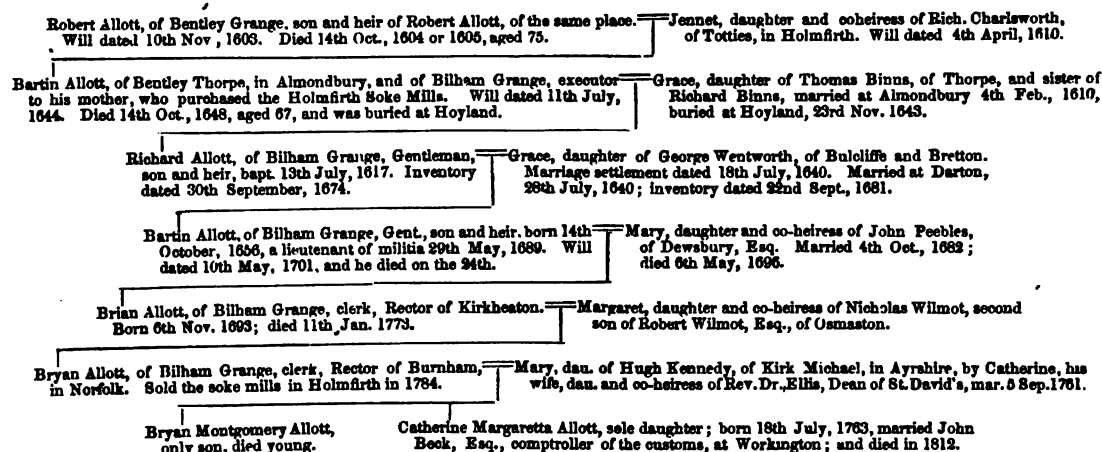 Robert Allott, of Bentley Grange, son and heir of Robert Allott, of the same place.
Will dated 10th Nov, 1603. Died 14th Oct., 1604 or 1605, aged 75.
Jennet, daughter and coheiress of Rich. Charlsworth,
of Totties, in Holmfirth. Will dated 4th April, 1610.
Bartin Allott, of Bentley Thorpe, in Almondbury, and of Bilham Grange, executor
to his mother, who purchased the Holmfirth Soke Mills. Will dated 11th July,
1644. Died 14th Oct., 1648, aged 67, and was buried at Hoyland.
Grace, daughter of Thomas Binns, of Thorpe, and sister of
Richard Binns, married at Almondbury 4th Feb., 1610,
buried at Hoyland, 23rd Nov. 1643.
Richard Allott, of Bilham Grange, Gentleman,
son and heir, bapt. 13th July, 1617. Inventory
dated 30th September, 1674.
Grace, daughter of George Wentworth, of Bulcliffe and Bretton.
Marriage settlement dated 18th July, 1640. Married at Darton,
28th July, 1640; inventory dated 22nd Sept., 1681.
Bartin Allott, of Bilham Grange, Gent., son and heir. born 14th
October, 1656, a lieutenant of militia 29th May, 1689. Will
dated 10th May, 1701, and he died on the 24th.
Mary, daughter and co-heiress of John Peebles,
of Dewsbury, Esq. Married 4th Oct., 1682;
died 6th May, 1696.
Brian Allott, of Bilham Grange, clerk, Rector of Kirkheaton.
Born 6th Nov. 1693; died 11th Jan. 1773.
Margaret, daughter and co-heiress of Nicholas Wilmot, second
son of Robert Wilmot, Esq., of Osmaston.
Bryan Allott, of Bilham Grange, clerk, Rector of Burnham,
in Norfolk. Sold the soke mills in Holmfirth in 1784.
Mary, dau. of Hugh Kennedy, of Kirk Michael, in Ayrshire, by Catherine, his
wife, dau. and co-heiress of Rev. Dr., Ellis, Dean of St. David's, mar. 5 Sep. 1761.
Bryan Montgomery Allott,
only son, died young.
Catherine Margaretta Allott, sole daughter; born 18th July, 1763, married John
Beck, Esq., comptroller of the customs, at Workington; and died in 1812.